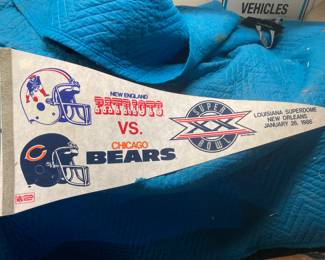 VEHICLES
NEW ENGLAND
PATRIOTS
VS.
CHICAGO
BEARS
SUPER
XX
BOWL
LOUISIANA SUPERDOME
NEW ORLEANS
JANUARY 26, 1986